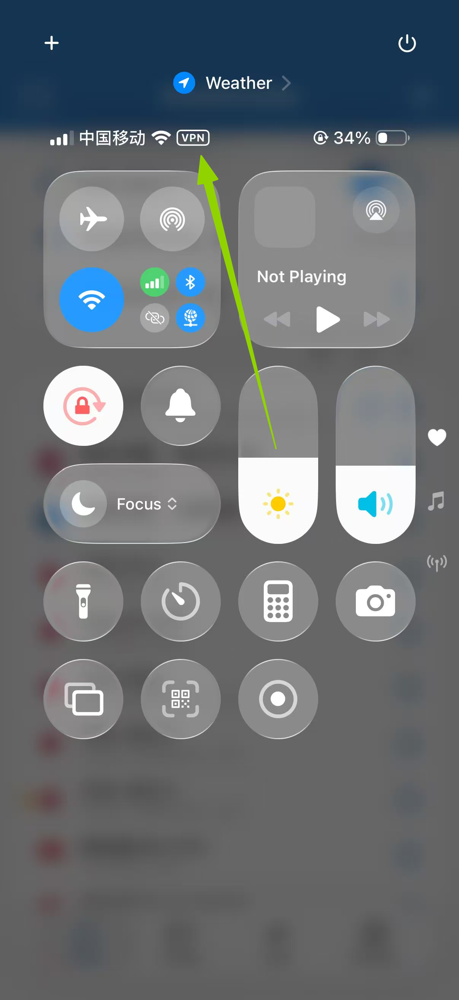 Weather
中国移动 VPN 34%
Not Playing
Focus